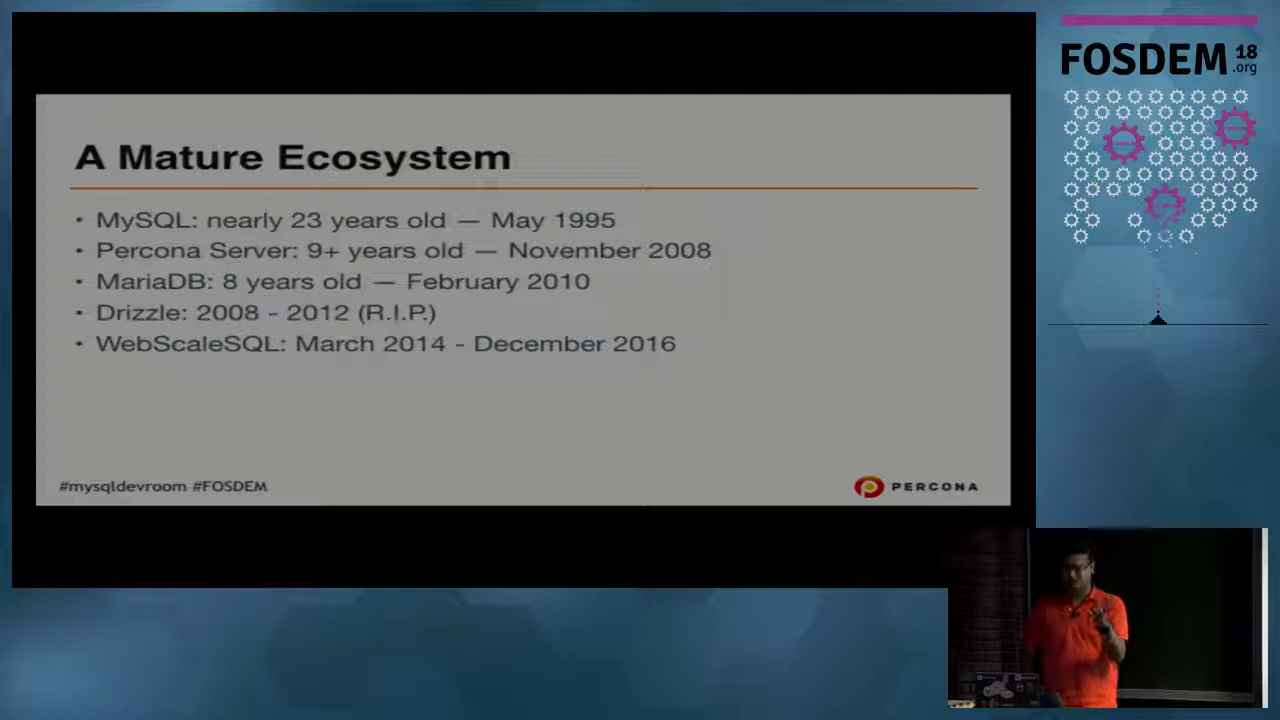 A Mature Ecosystem
• MySQL: nearly 23 years old — May 1995
• Percona Server: 9+ years old — November 2008
• MariaDB: 8 years old — February 2010
• Drizzle: 2008 - 2012 (R.I.P.)
• WebScaleSQL: March 2014 - December 2016
#mysqldevroom #FOSDEM
PERCONA
FOSDEM 18
.org